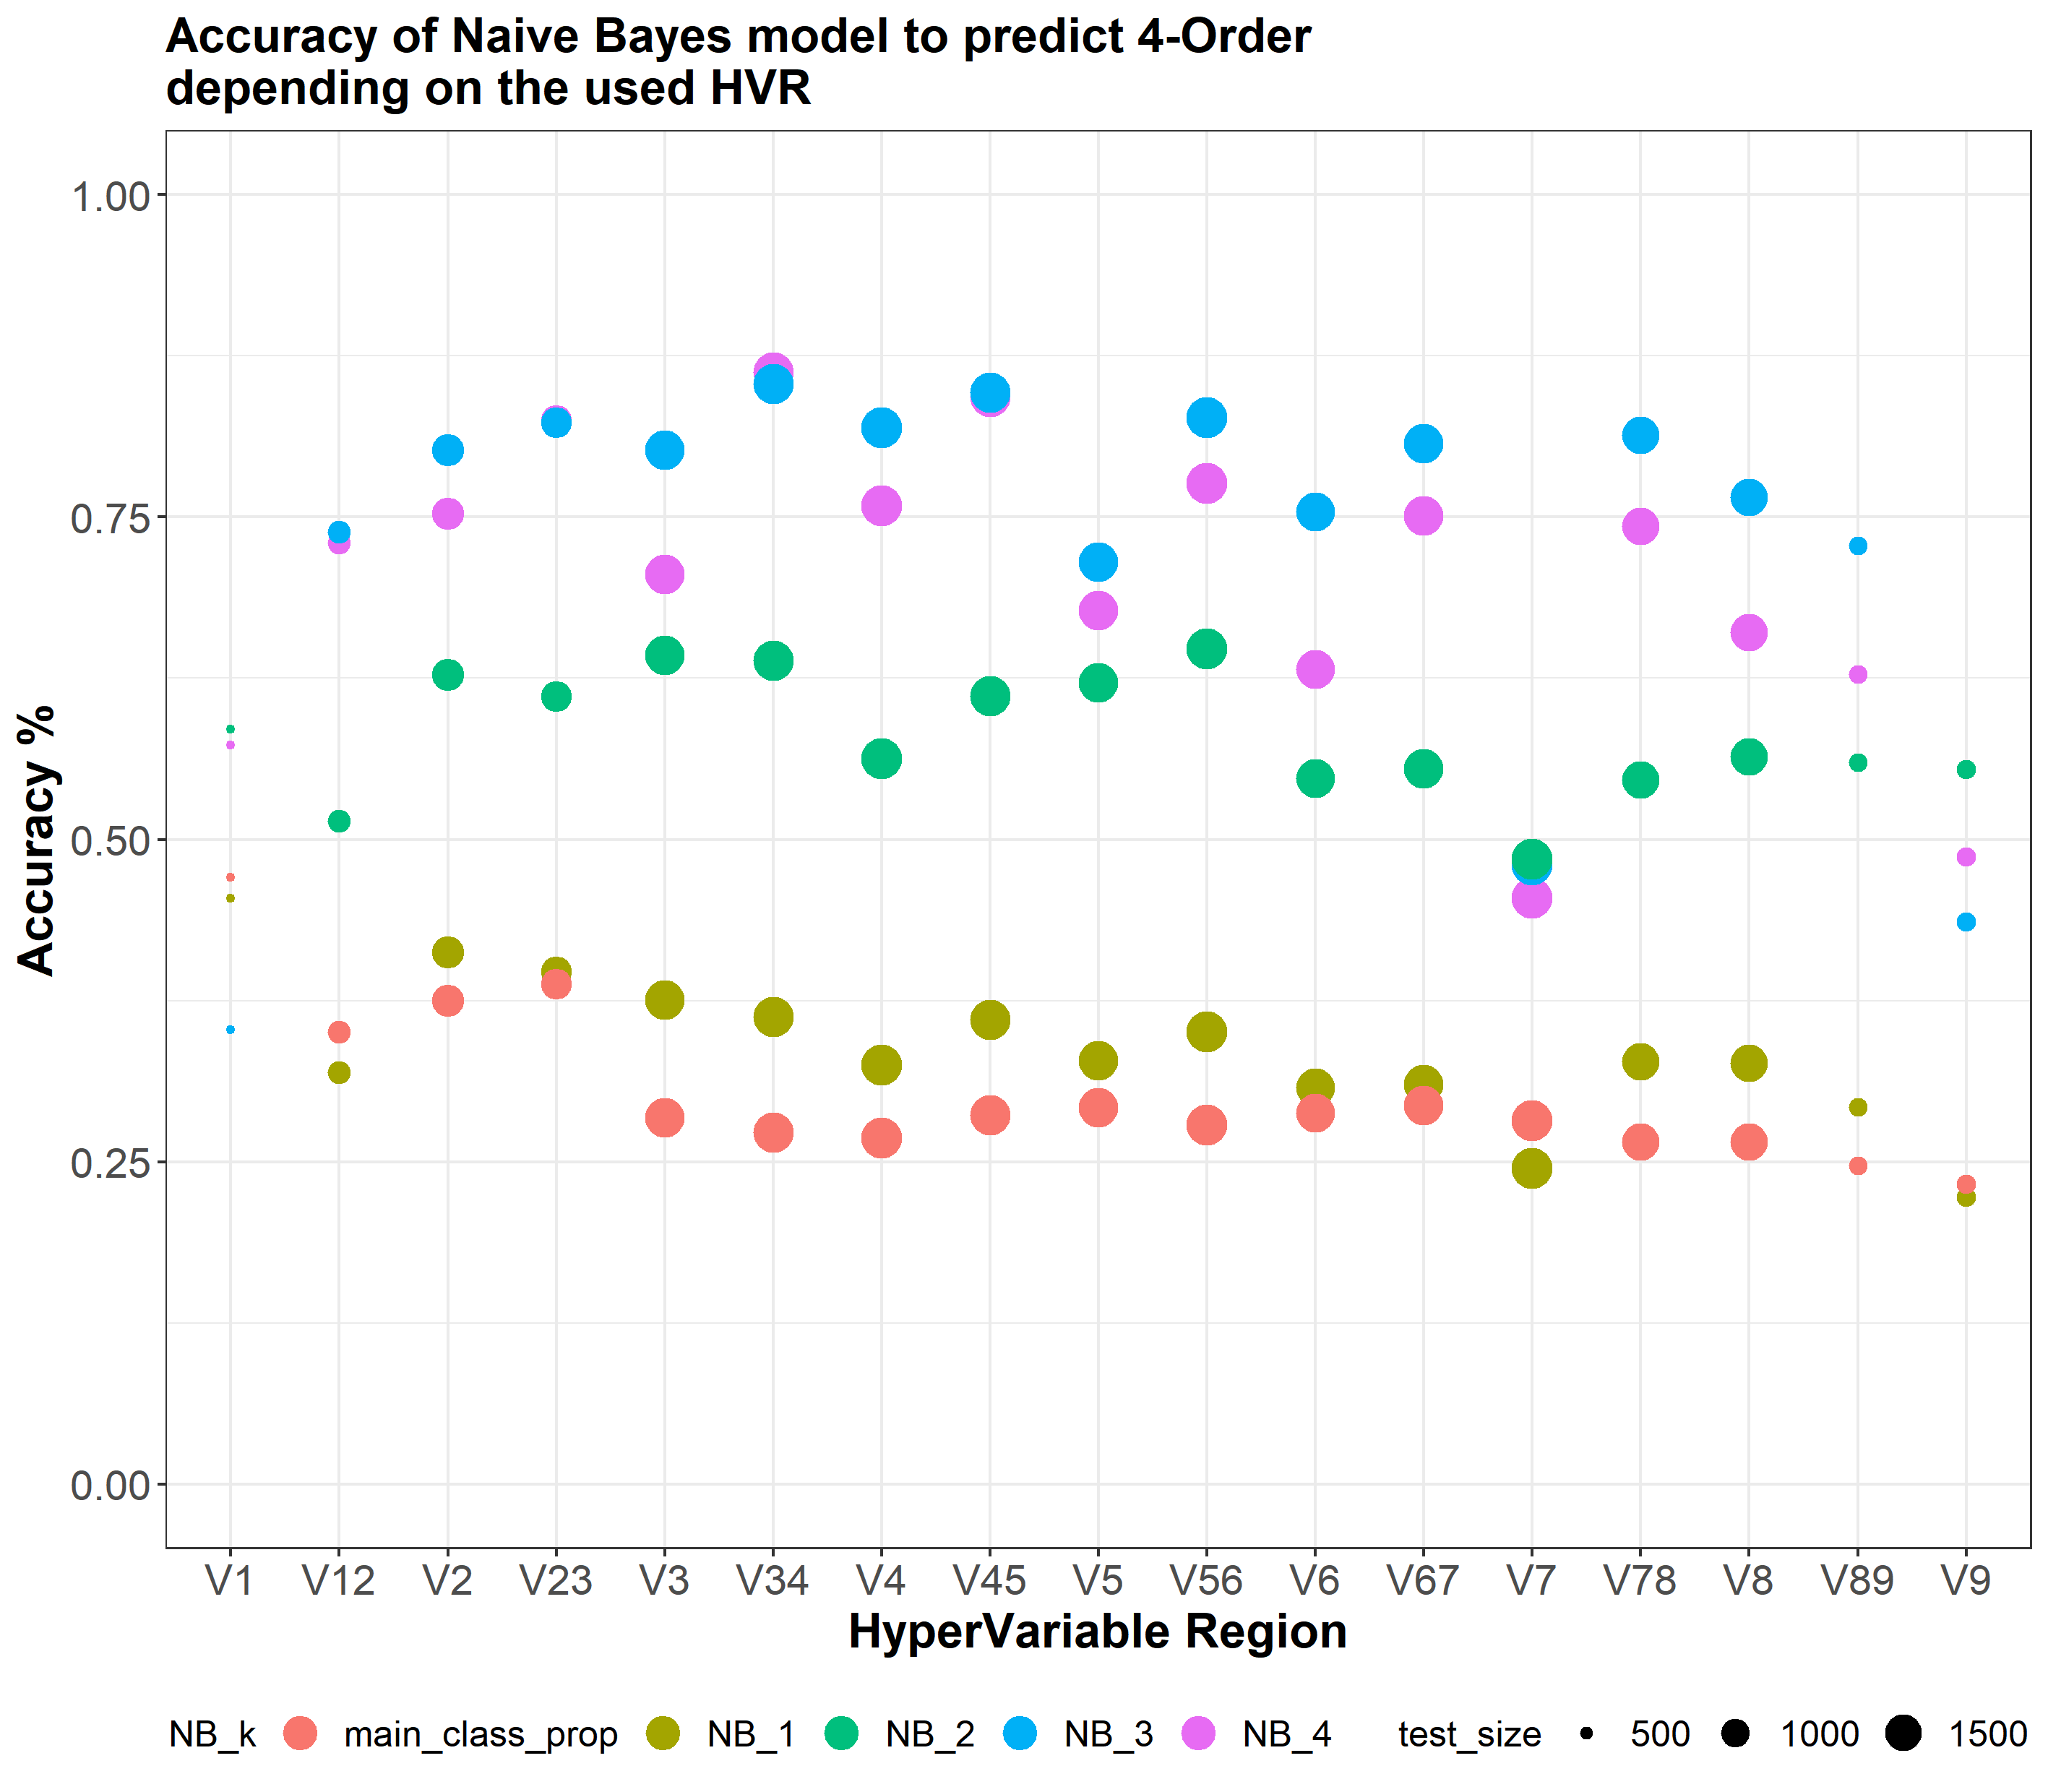 Accuracy of Naive Bayes model to predict 4-Order
depending on the used HVR
Accuracy %
1.00
0.75
0.50
0.25
0.00
V1 V12 V2 V23 V3 V34 V4 V45 V5 V56 V6 V67 V7 V78 V8 V89 V9
HyperVariable Region
NB_k main_class_prop NB_1 NB_2 NB_3 NB_4 test_size 500 1000 1500